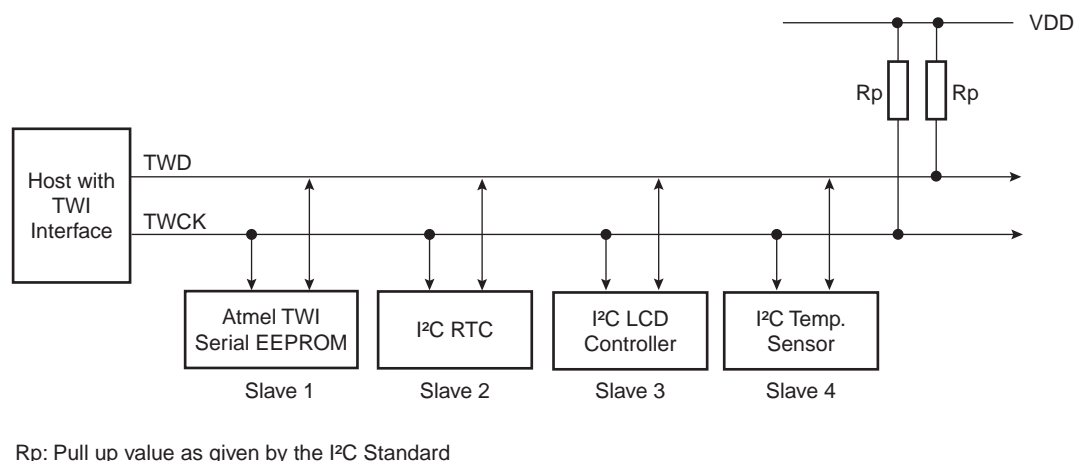 VDD
Rp
Rp
Host with
TWI
Interface
TWD
TWCK
Atmel TWI
Serial EEPROM
I²C RTC
I²C LCD
Controller
I²C Temp.
Sensor
Slave 1
Slave 2
Slave 3
Slave 4
Rp: Pull up value as given by the I²C Standard